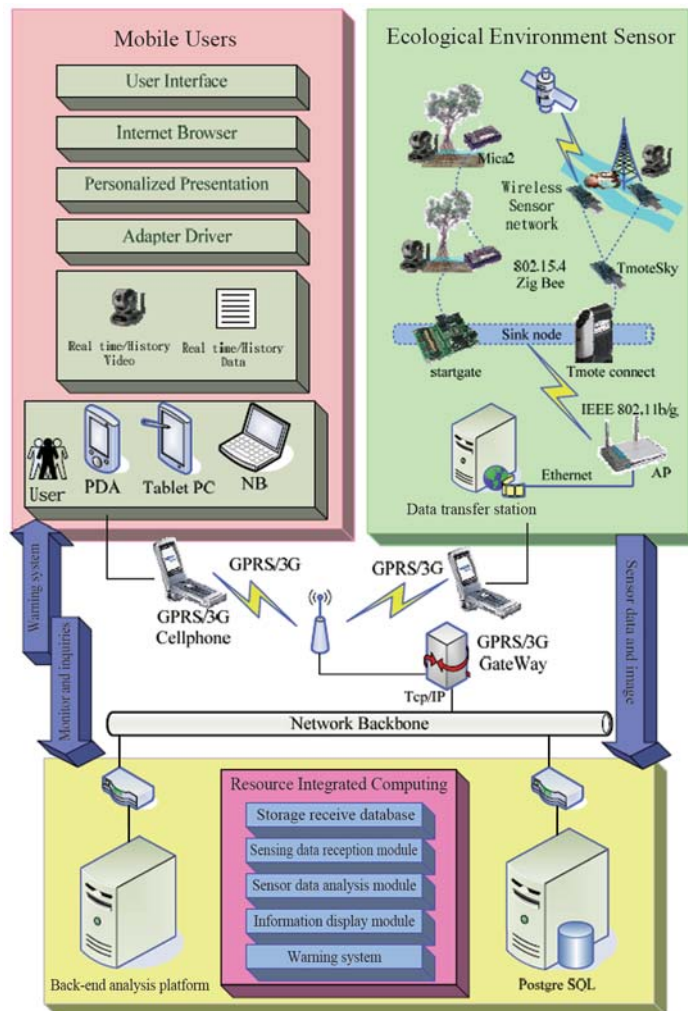 Mobile Users
User Interface
Internet Browser
Personalized Presentation
Adapter Driver
Real time/History
Video
Real time/History
Data
User
PDA
Tablet PC
NB
Ecological Environment Sensor
Mica2
Wireless
Sensor
network
802.15.4
Zig Bee
TmoteSky
Sink node
startgate
Tmote connect
IEEE 802.11b/g
Ethernet
AP
Data transfer station
Warning system
Monitor and inquiries
GPRS/3G
GPRS/3G
Cellphone
GPRS/3G
GPRS/3G
GateWay
Tcp/IP
Sensor data and image
Network Backbone
Resource Integrated Computing
Storage receive database
Sensing data reception module
Sensor data analysis module
Information display module
Warning system
Back-end analysis platform
Postgre SQL